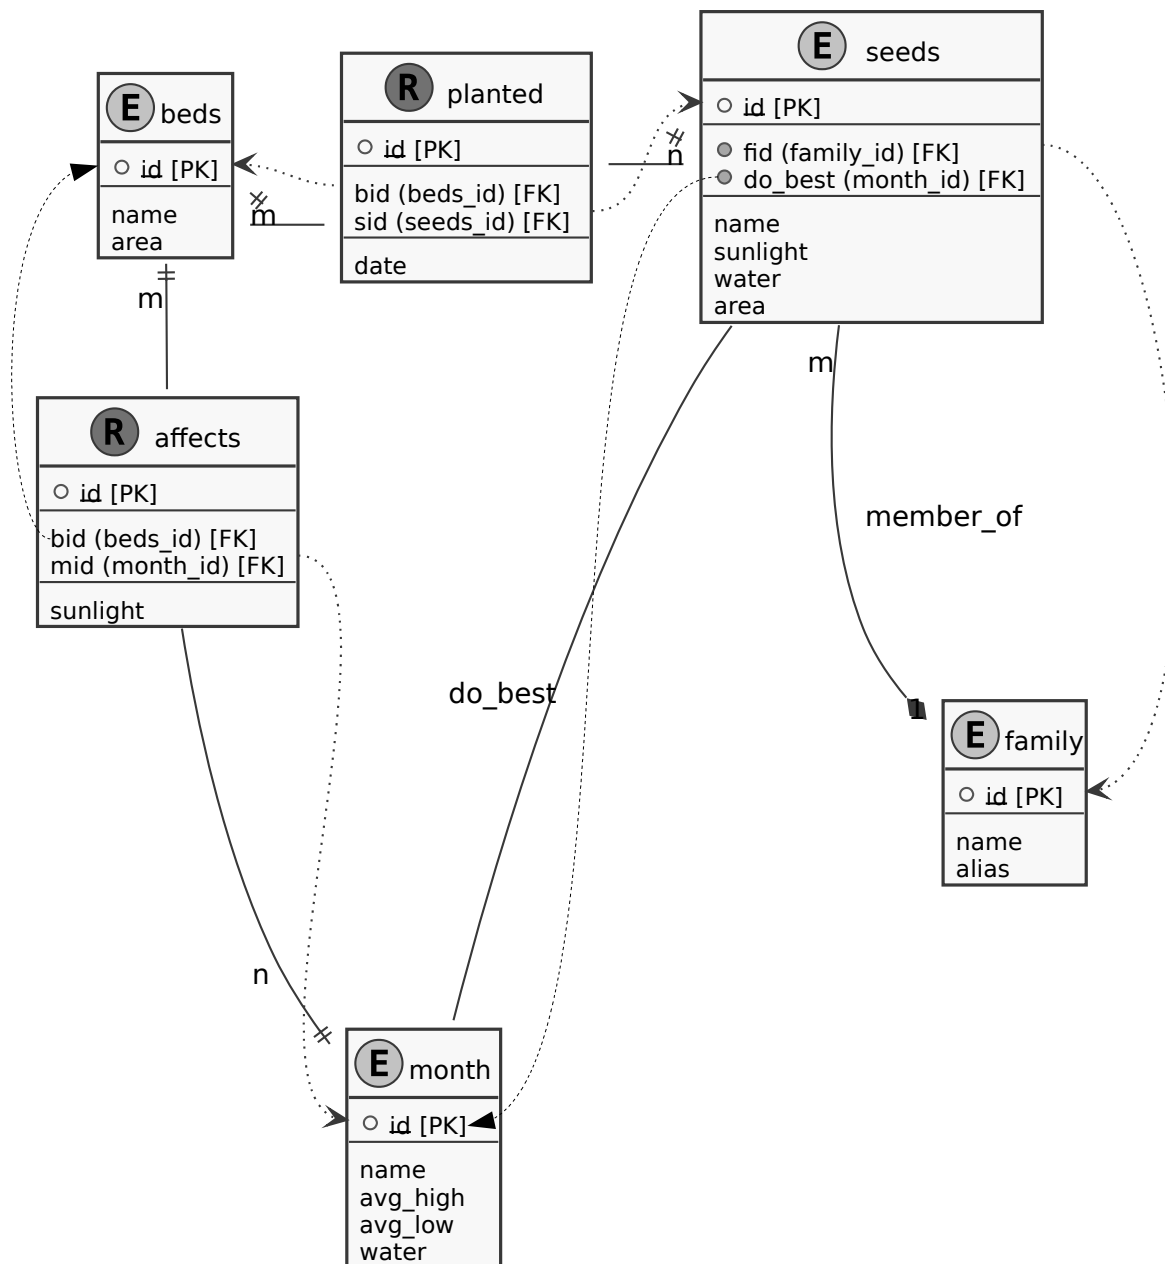 E seeds
id [PK]
fid (family_id) [FK]
do_best (month_id) [FK]
name
sunlight
water
area
R planted
id [PK]
bid (beds_id) [FK]
sid (seeds_id) [FK]
date
E beds
id [PK]
name
area
m
n
m
m
R affects
id [PK]
bid (beds_id) [FK]
mid (month_id) [FK]
sunlight
member_of
do_best
1
E family
id [PK]
name
alias
n
E month
id [PK]
name
avg_high
avg_low
water